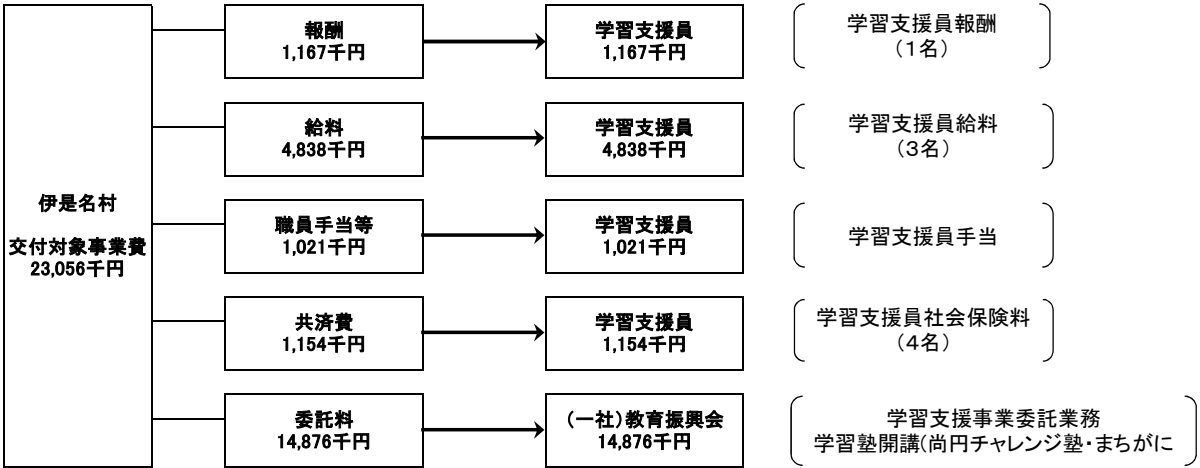 伊是名村
交付対象事業費
23,056千円
報酬
1,167千円
学習支援員
1,167千円
学習支援員報酬
（1名）
給料
4,838千円
学習支援員
4,838千円
学習支援員給料
（3名）
職員手当等
1,021千円
学習支援員
1,021千円
学習支援員手当
共済費
1,154千円
学習支援員
1,154千円
学習支援員社会保険料
（4名）
委託料
14,876千円
（一社）教育振興会
14,876千円
学習支援事業委託業務
学習塾開講(尚円チャレンジ塾・まちがに